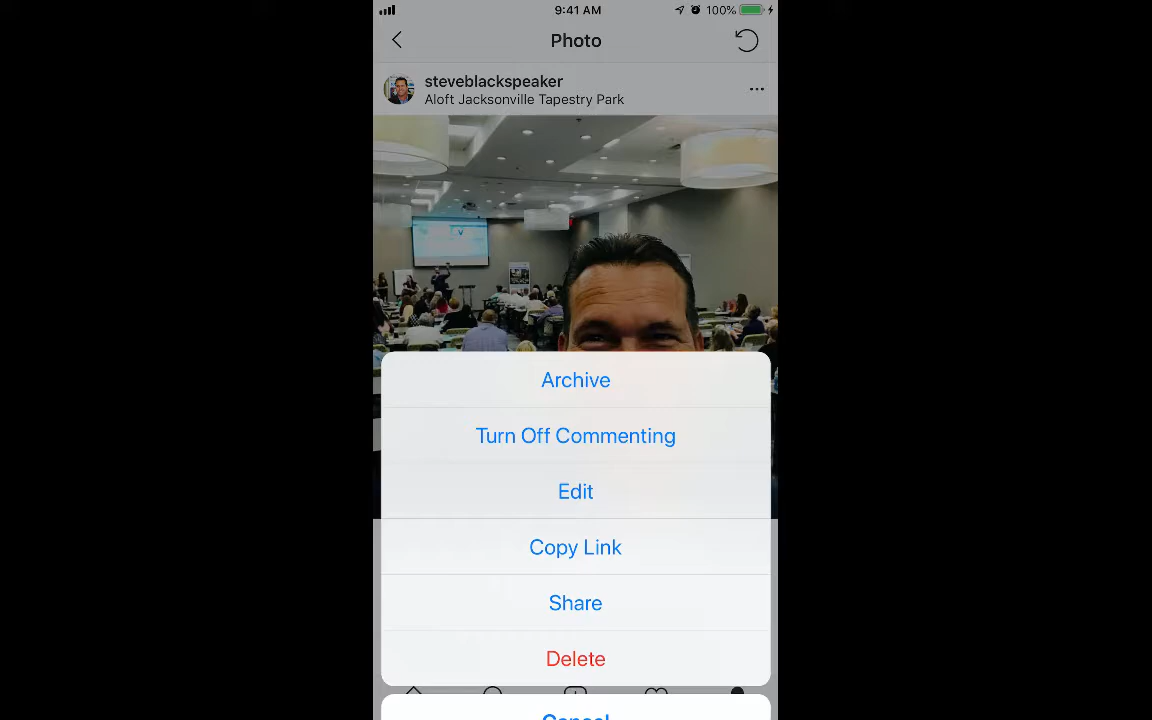 9:41 AM
100%
Photo
steveblackspeaker
Aloft Jacksonville Tapestry Park
Archive
Turn Off Commenting
Edit
Copy Link
Share
Delete
Cancel